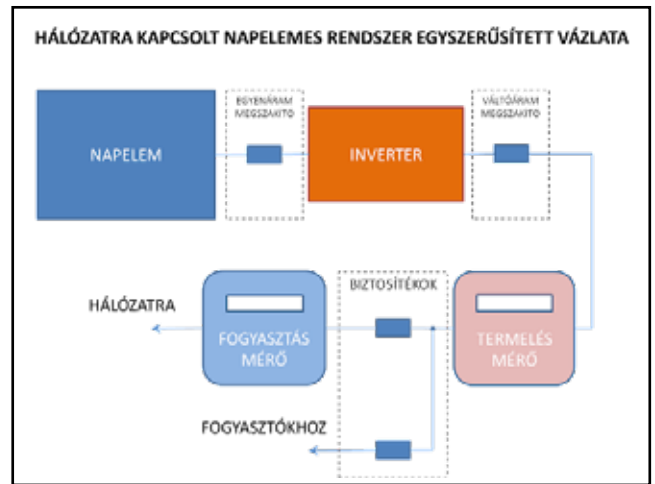 HÁLÓZATRA KAPCSOLT NAPELEMES RENDSZER EGYSZERŰSÍTETT VÁZLATA
EGYENÁRAM
MEGSZAKÍTÓ
VÁLTÓÁRAM
MEGSZAKÍTÓ
NAPELEM
INVERTER
BIZTOSÍTÉKOK
HÁLÓZATRA
FOGYASZTÁS
MÉRŐ
TERMELÉS
MÉRŐ
FOGYASZTÓKHOZ